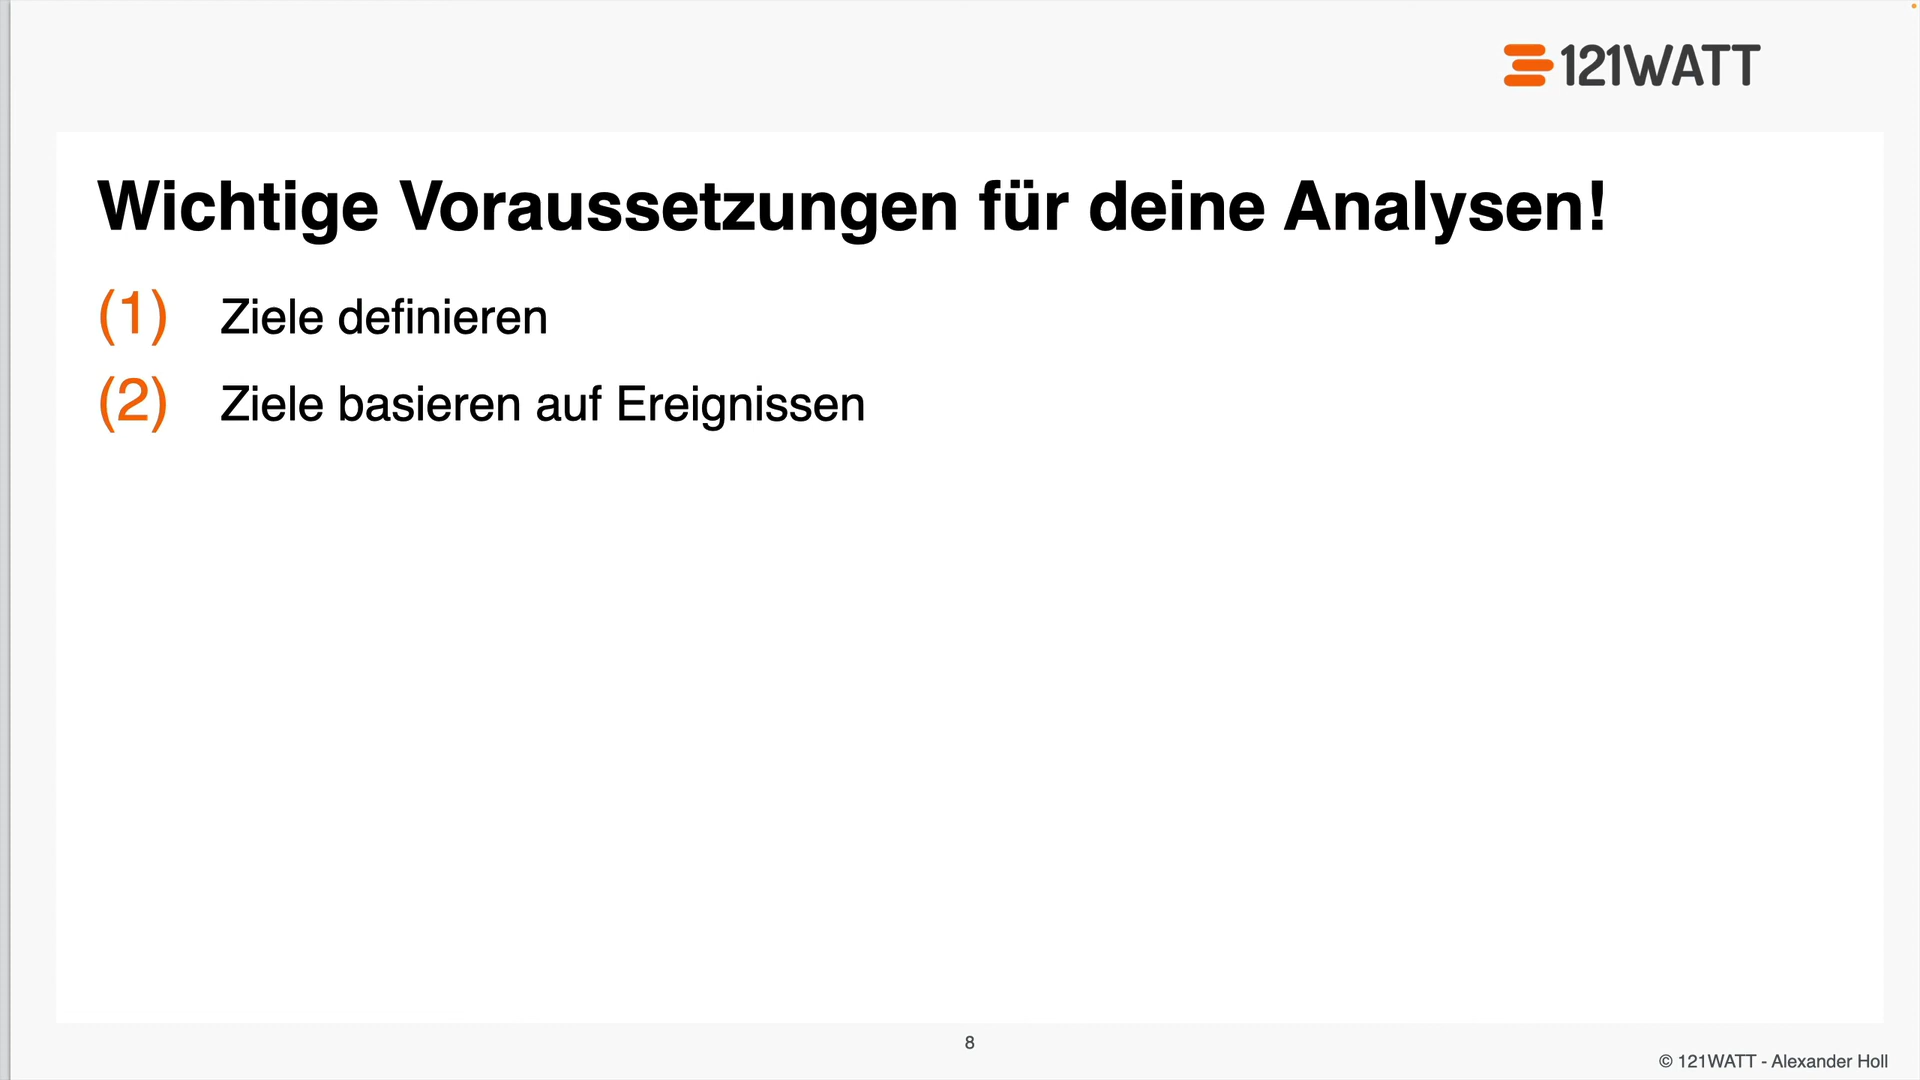 121WATT
Wichtige Voraussetzungen für deine Analysen!
(1) Ziele definieren
(2) Ziele basieren auf Ereignissen
8
© 121WATT - Alexander Holl